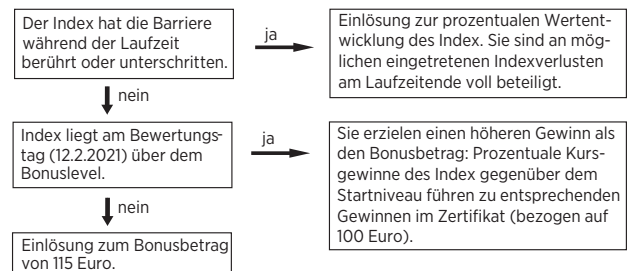 Der Index hat die Barriere
während der Laufzeit
berührt oder unterschritten.
ja
Einlösung zur prozentualen Wertent-
wicklung des Index. Sie sind an mög-
lichen eingetretenen Indexverlusten
am Laufzeitende voll beteiligt.
nein
Index liegt am Bewertungs-
tag (12.2.2021) über dem
Bonuslevel.
ja
Sie erzielen einen höheren Gewinn als
den Bonusbetrag: Prozentuale Kurs-
gewinne des Index gegenüber dem
Startniveau führen zu entsprechenden
Gewinnen im Zertifikat (bezogen auf
100 Euro).
nein
Einlösung zum Bonusbetrag
von 115 Euro.